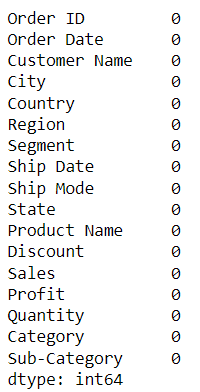 Order ID 0
Order Date 0
Customer Name 0
City 0
Country 0
Region 0
Segment 0
Ship Date 0
Ship Mode 0
State 0
Product Name 0
Discount 0
Sales 0
Profit 0
Quantity 0
Category 0
Sub-Category 0
dtype: int64